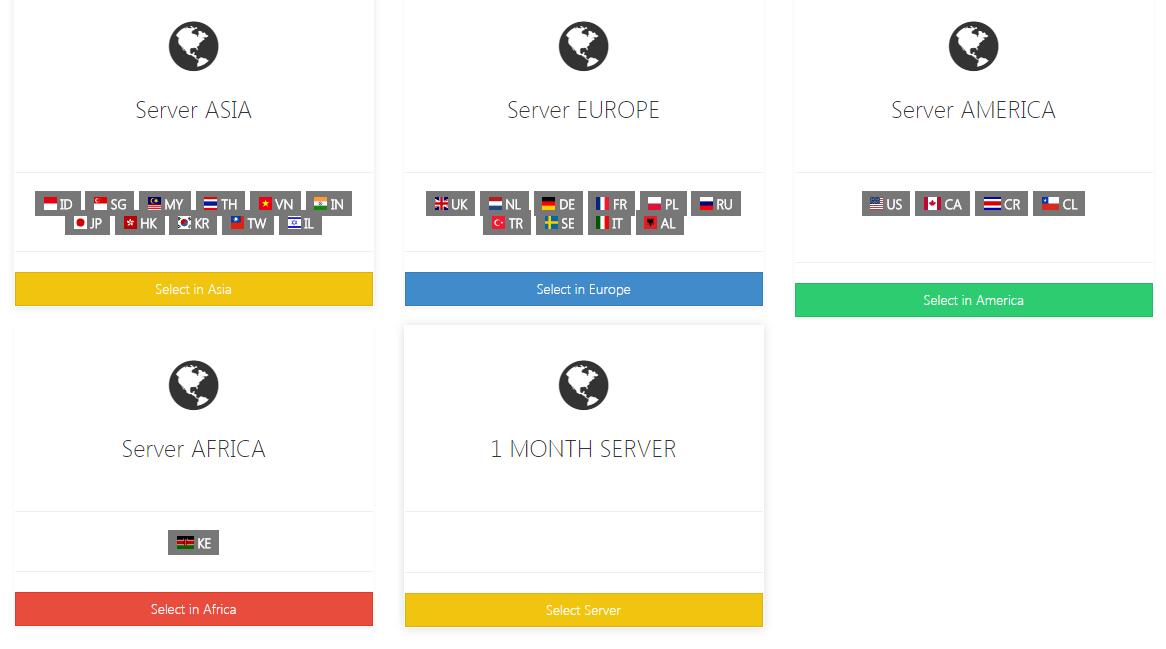 Server ASIA
ID SG MY TH VN IN
JP HK KR TW IL
Select in Asia
Server EUROPE
UK NL DE FR PL RU
TR SE IT AL
Select in Europe
Server AMERICA
US CA CR CL
Select in America
Server AFRICA
KE
Select in Africa
1 MONTH SERVER
Select Server